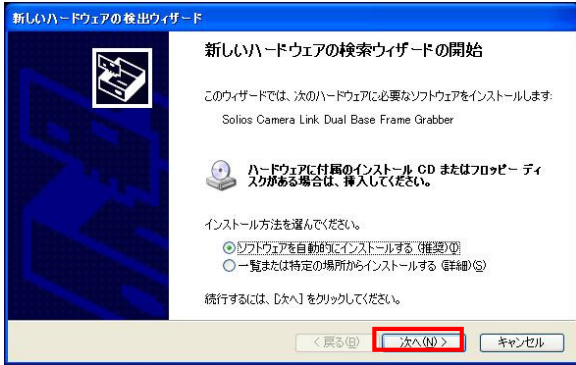 新しいハードウェアの検出ウィザード
新しいハードウェアの検索ウィザードの開始
このウィザードでは、次のハードウェアに必要なソフトウェアをインストールします:
Solios Camera Link Dual Base Frame Grabber
ハードウェアに付属のインストール CD またはフロッピー ディ
スクがある場合は、挿入してください。
インストール方法を選んでください。
ソフトウェアを自動的にインストールする (推奨)(I)
一覧または特定の場所からインストールする (詳細)(S)
続行するには、[次へ] をクリックしてください。
< 戻る(B)
次へ(N) >
キャンセル